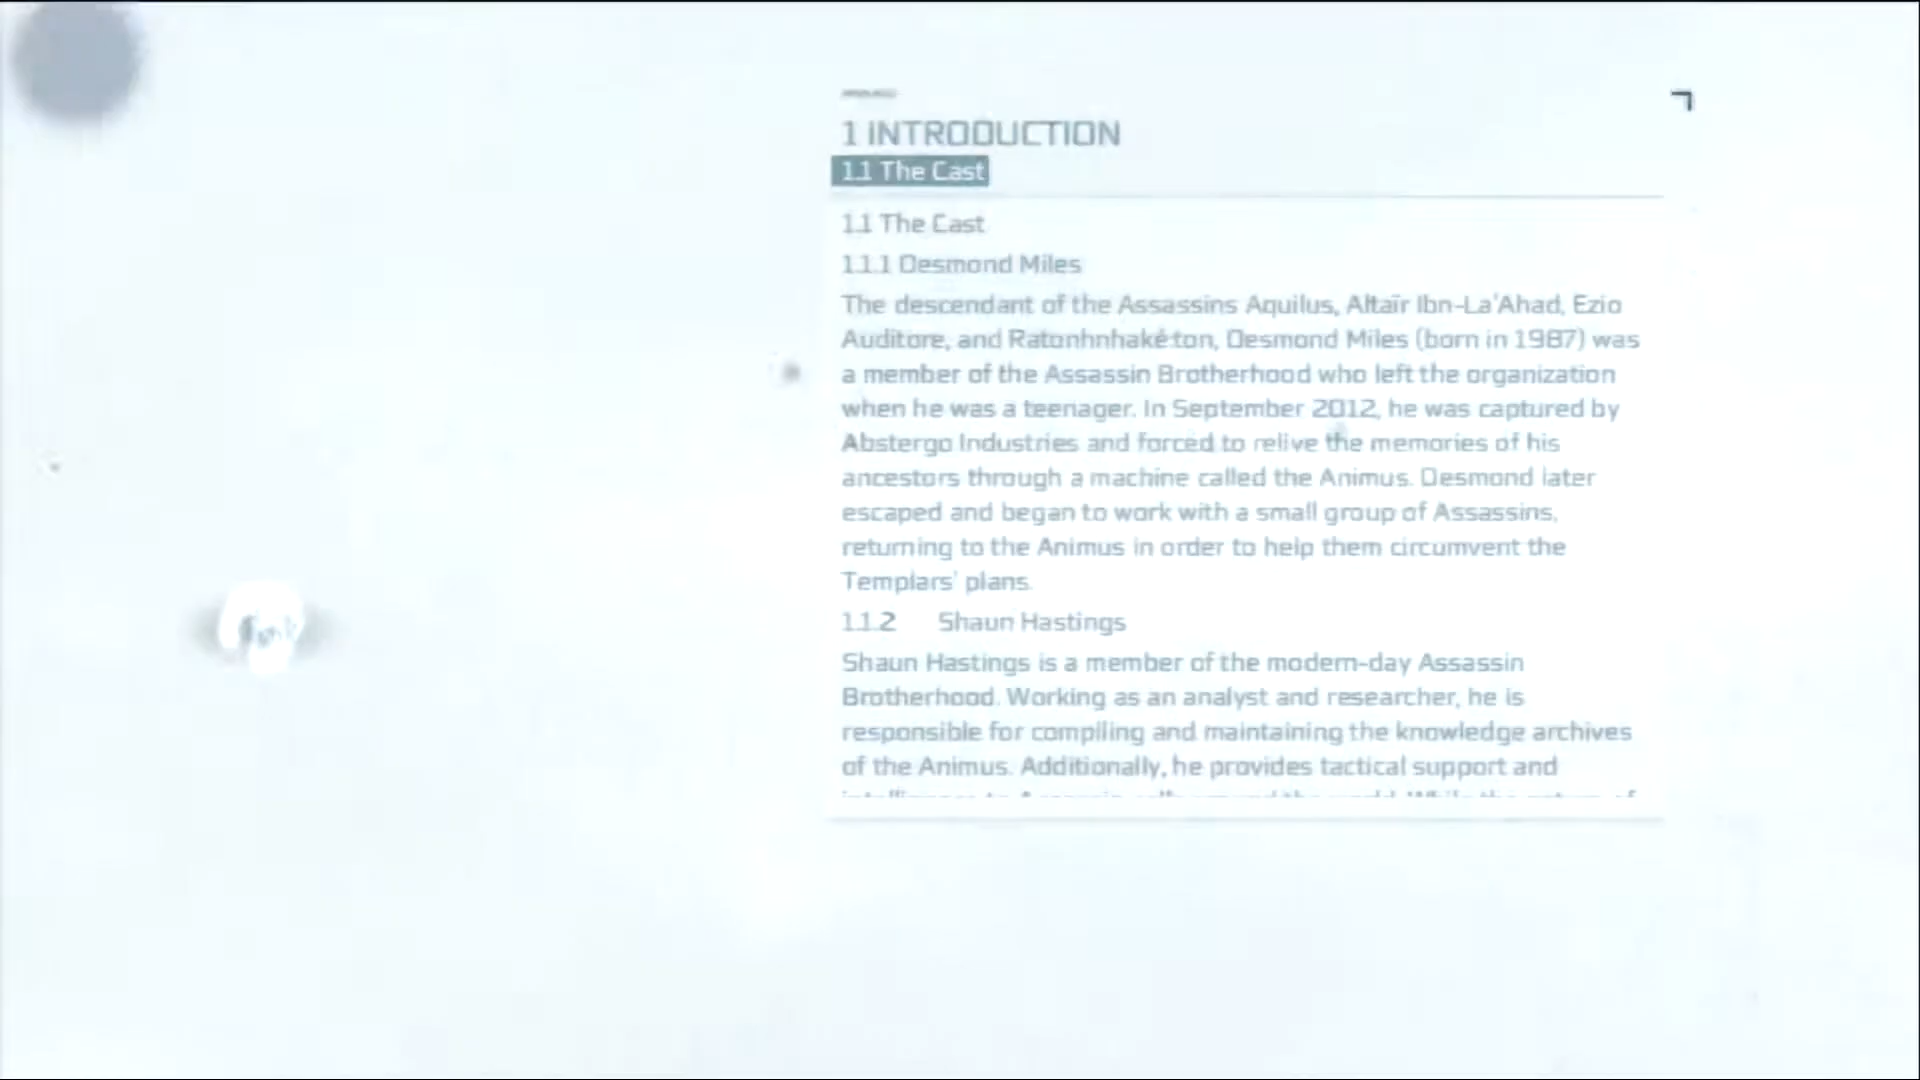 1 INTRODUCTION
1.1 The Cast
1.1 The Cast
1.1.1 Desmond Miles
The descendant of the Assassins Aquilus, Altaïr Ibn-La'Ahad, Ezio
Auditore, and Ratonhnhaké:ton, Desmond Miles (born in 1987) was
a member of the Assassin Brotherhood who left the organization
when he was a teenager. In September 2012, he was captured by
Abstergo Industries and forced to relive the memories of his
ancestors through a machine called the Animus. Desmond later
escaped and began to work with a small group of Assassins,
returning to the Animus in order to help them circumvent the
Templars' plans.
1.1.2 Shaun Hastings
Shaun Hastings is a member of the modern-day Assassin
Brotherhood. Working as an analyst and researcher, he is
responsible for compiling and maintaining the knowledge archives
of the Animus. Additionally, he provides tactical support and